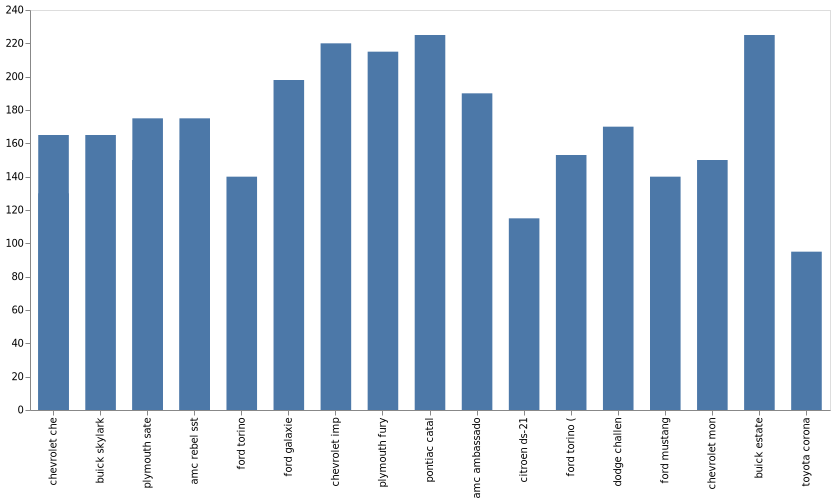 240
220
200
180
160
140
120
100
80
60
40
20
0
chevrolet che
buick skylark
plymouth sate
amc rebel sst
ford torino
ford galaxie
chevrolet imp
plymouth fury
pontiac catal
amc ambassado
citroen ds-21
ford torino (
dodge challen
ford mustang
chevrolet mon
buick estate
toyota corona